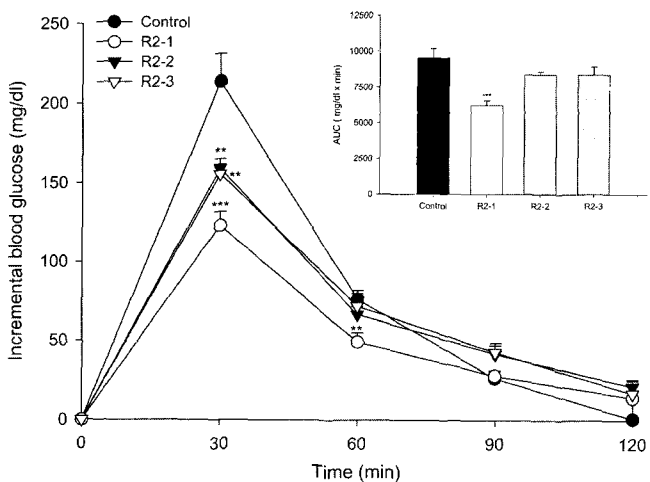 Control
R2-1
R2-2
R2-3
Incremental blood glucose (mg/dl)
250
200
150
100
50
0
**
**
***
**
0
30
60
90
120
Time (min)
AUC ( mg/dl x min)
12500
10000
7500
5000
2500
0
***
Control
R2-1
R2-2
R2-3